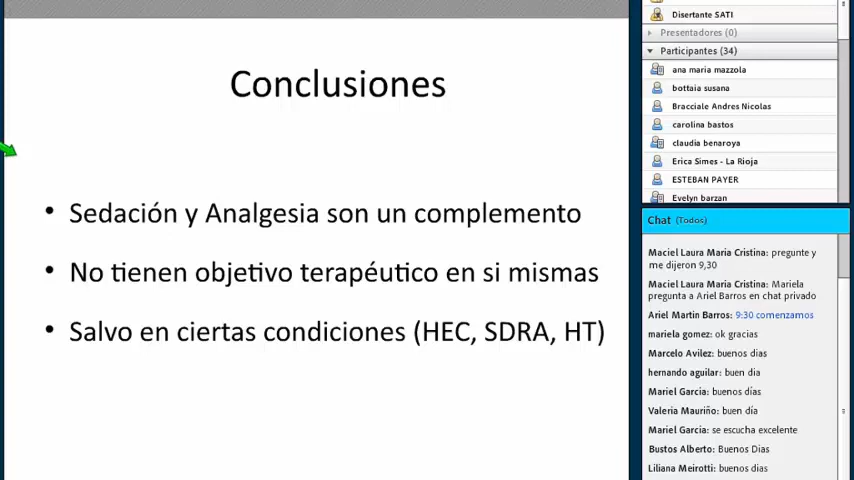 Conclusiones
• Sedación y Analgesia son un complemento
• No tienen objetivo terapéutico en si mismas
• Salvo en ciertas condiciones (HEC, SDRA, HT)
Disertante SATI
Presentadores (0)
Participantes (34)
ana maria mazzola
bottaia susana
Bracciale Andres Nicolas
carolina bastos
claudia benaroya
Erica Simes - La Rioja
ESTEBAN PAYER
Evelyn barzan
Chat (Todos)
Maciel Laura Maria Cristina: pregunte y
me dijeron 9,30
Maciel Laura Maria Cristina: Mariela
pregunta a Ariel Barros en chat privado
Ariel Martin Barros: 9:30 comenzamos
mariela gomez: ok gracias
Marcelo Avilez: buenos dias
hernando aguilar: buen dia
Mariel Garcia: buenos días
Valeria Mauriño: buen día
Mariel Garcia: se escucha excelente
Bustos Alberto: Buenos Dias
Liliana Meirotti: buenos dias